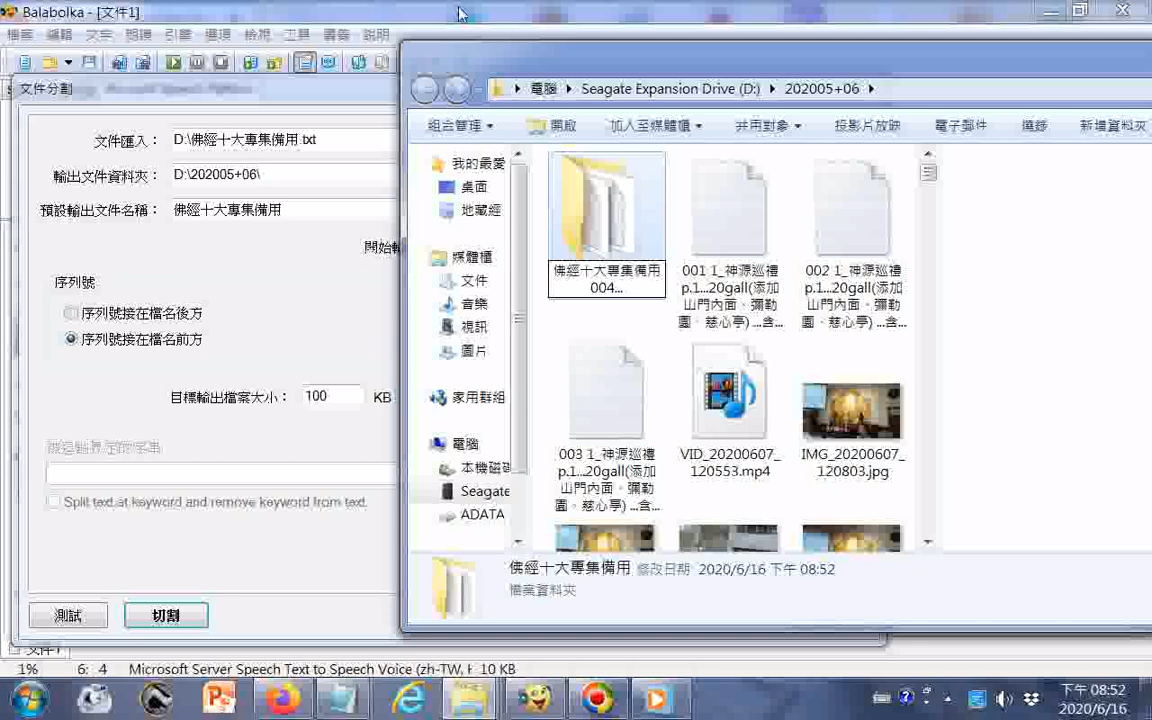 Balabolka - [文件1]
檔案 編輯 文字 閱讀 引擎 選項 檢視 工具 書籤 說明
文件分割
文件匯入： D:\佛經十大專集備用.txt
輸出文件資料夾： D:\202005+06\
預設輸出文件名稱： 佛經十大專集備用
開始輸
序列號
序列號接在檔名後方
序列號接在檔名前方
目標輸出檔案大小： 100 KB
Split text at keyword and remove keyword from text.
測試 切割
文件1
1% 6: 4 Microsoft Server Speech Text to Speech Voice (zh-TW, H 10 KB
電腦 Seagate Expansion Drive (D:) 202005+06
組合管理 開啟 加入至媒體櫃 共用對象 投影片放映 電子郵件 燒錄 新增資料夾
我的最愛
桌面
地藏經
媒體櫃
文件
音樂
視訊
圖片
家用群組
電腦
本機磁碟
Seagate
ADATA
佛經十大專集備用
004...
001 1_神源巡禮
p.1...20gall(添加
山門內面、彌勒
園、慈心亭) ...含...
002 1_神源巡禮
p.1...20gall(添加
山門內面、彌勒
園、慈心亭) ...含...
003 1_神源巡禮
p.1...20gall(添加
山門內面、彌勒
園、慈心亭) ...含...
VID_20200607_
120553.mp4
IMG_20200607_
120803.jpg
佛經十大專集備用 修改日期 2020/6/16 下午 08:52
檔案資料夾
下午 08:52
2020/6/16